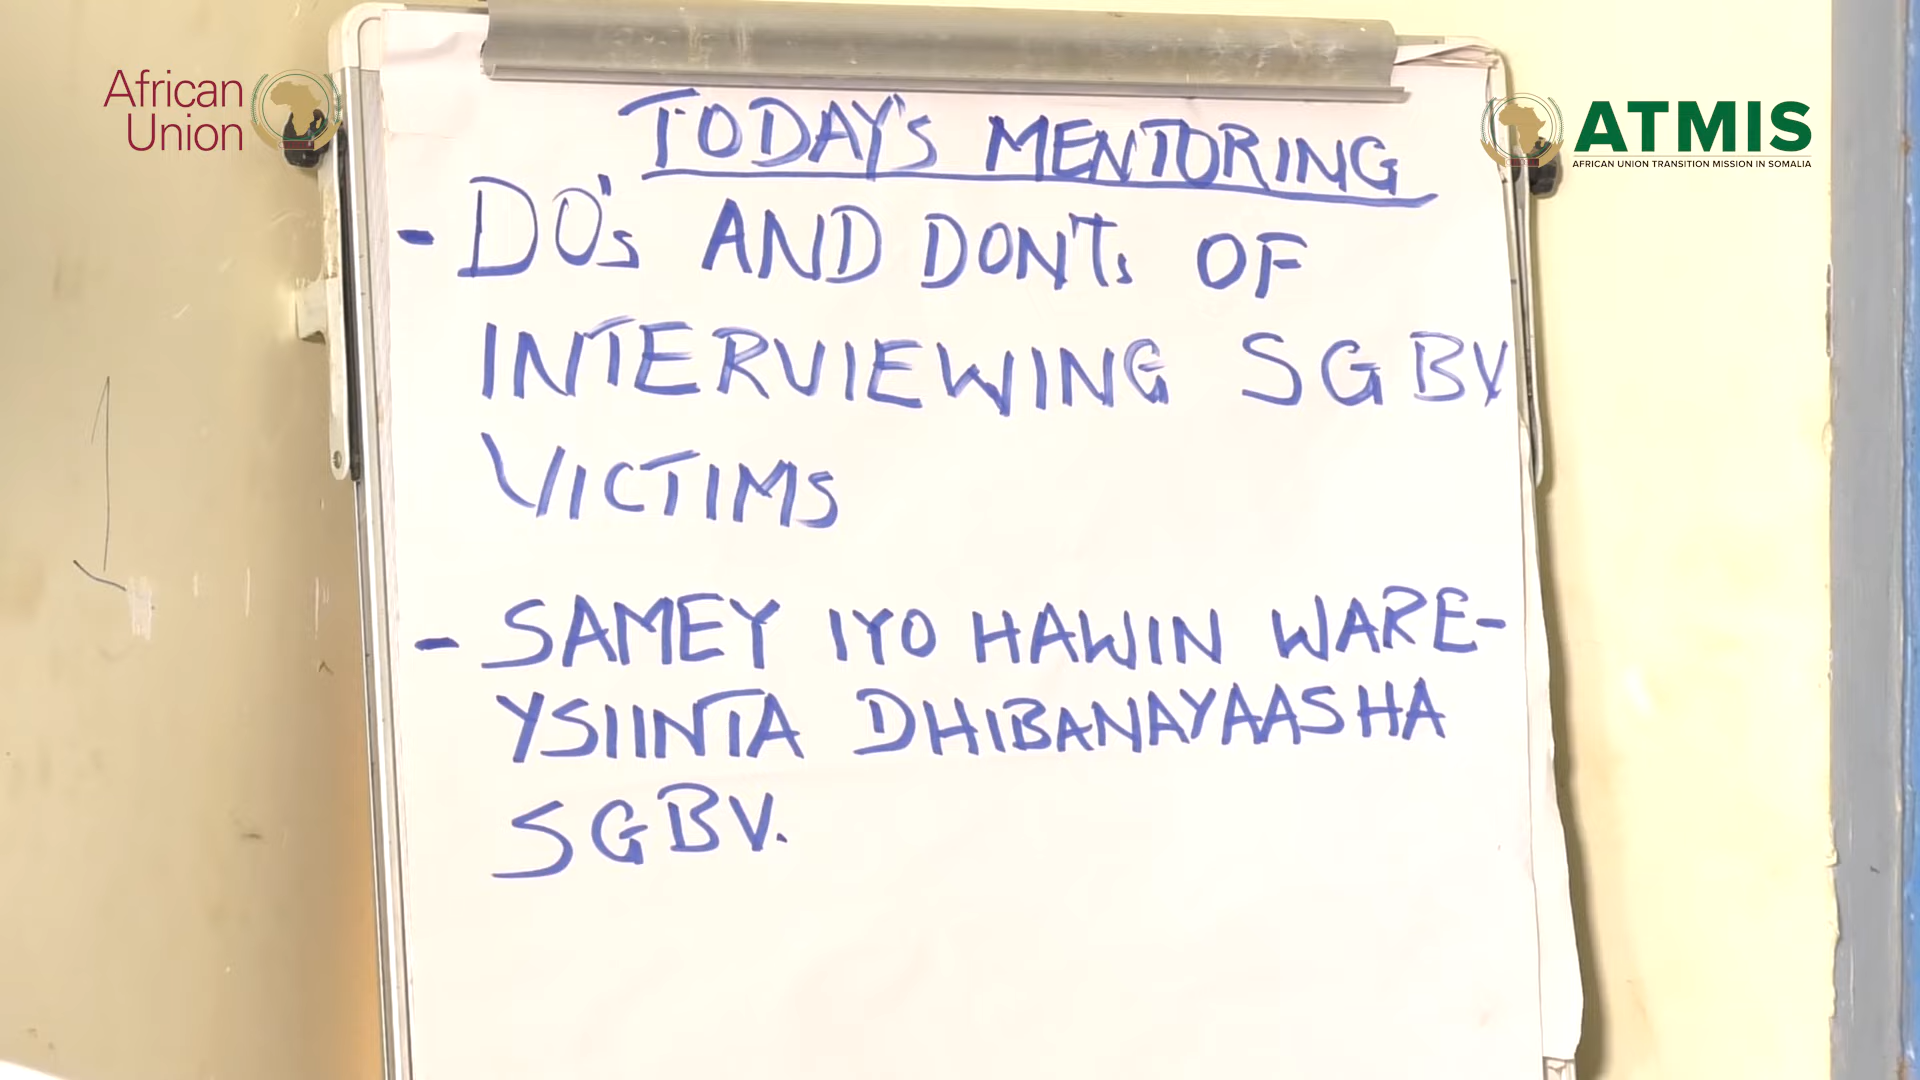 African
Union
ATMIS
AFRICAN UNION TRANSITION MISSION IN SOMALIA
TODAY'S MENTORING
- DO's AND DON'Ts OF
INTERVIEWING SGBV
VICTIMS
- SAMEY IYO HAWIN WARE-
YSIINTA DHIBANAYAASHA
SGBV.